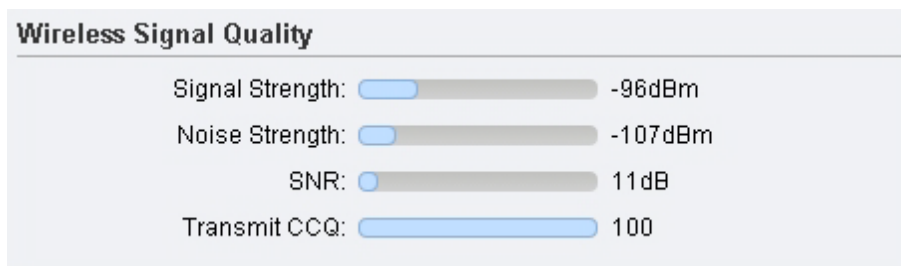 Wireless Signal Quality
Signal Strength: -96dBm
Noise Strength: -107dBm
SNR: 11dB
Transmit CCQ: 100